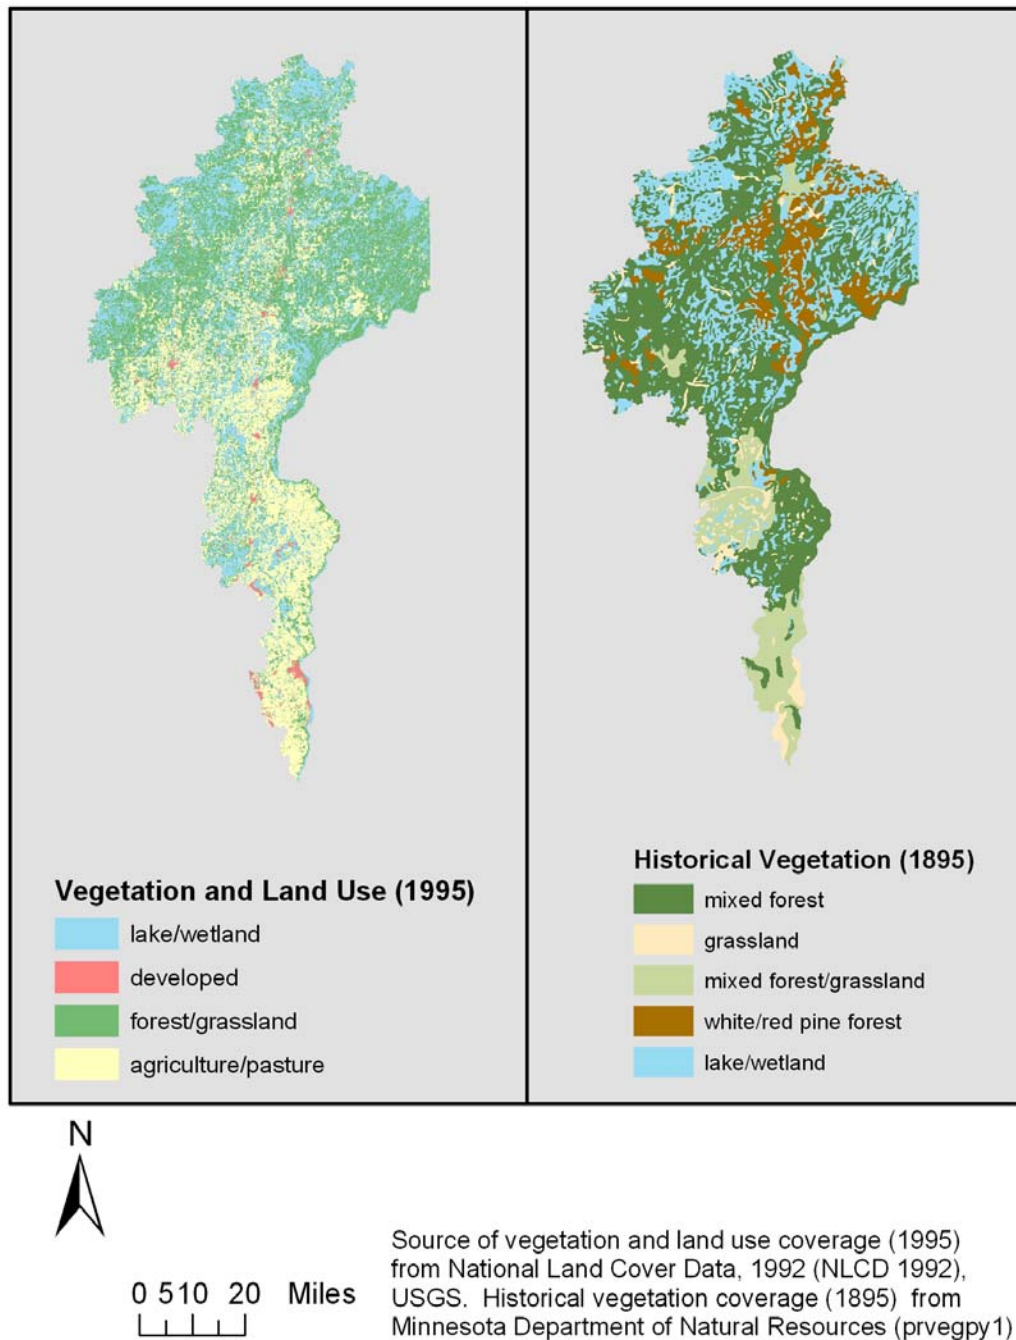 Vegetation and Land Use (1995)
lake/wetland
developed
forest/grassland
agriculture/pasture
Historical Vegetation (1895)
mixed forest
grassland
mixed forest/grassland
white/red pine forest
lake/wetland
N
0 510 20 Miles
Source of vegetation and land use coverage (1995)
from National Land Cover Data, 1992 (NLCD 1992),
USGS. Historical vegetation coverage (1895) from
Minnesota Department of Natural Resources (prvegpy1)